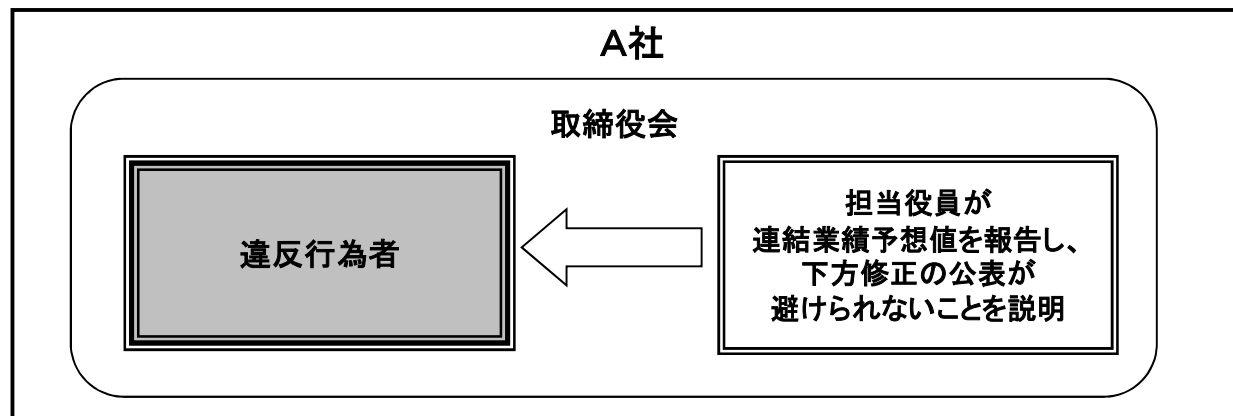 A社
取締役会
違反行為者
担当役員が
連結業績予想値を報告し、
下方修正の公表が
避けられないことを説明